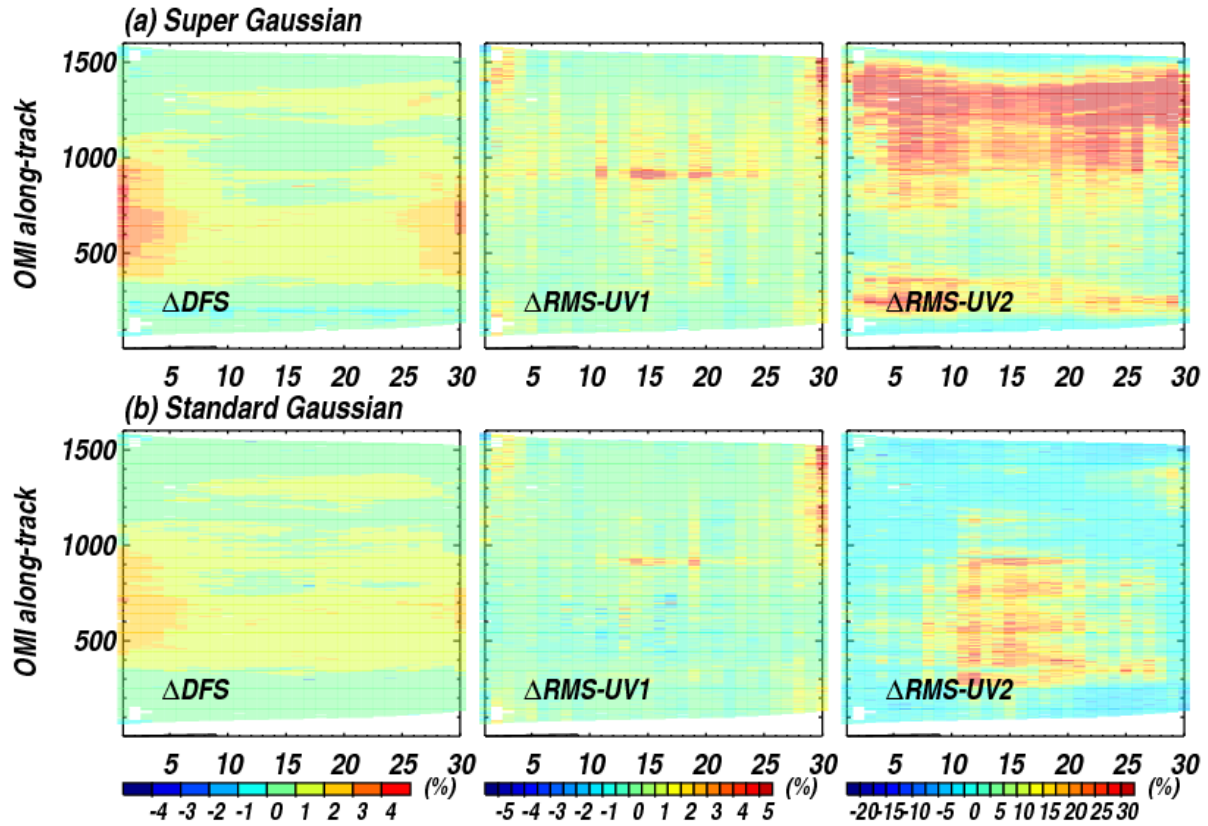 (a) Super Gaussian
OMI along-track
1500
1000
500
ΔDFS
ΔRMS-UV1
ΔRMS-UV2
5 10 15 20 25 30
5 10 15 20 25 30
5 10 15 20 25 30
(b) Standard Gaussian
OMI along-track
1500
1000
500
ΔDFS
ΔRMS-UV1
ΔRMS-UV2
5 10 15 20 25 30
5 10 15 20 25 30
5 10 15 20 25 30
-4 -3 -2 -1 0 1 2 3 4 (%)
-5 -4 -3 -2 -1 0 1 2 3 4 5 (%)
-20 -15 -10 -5 0 5 10 15 20 25 30 (%)